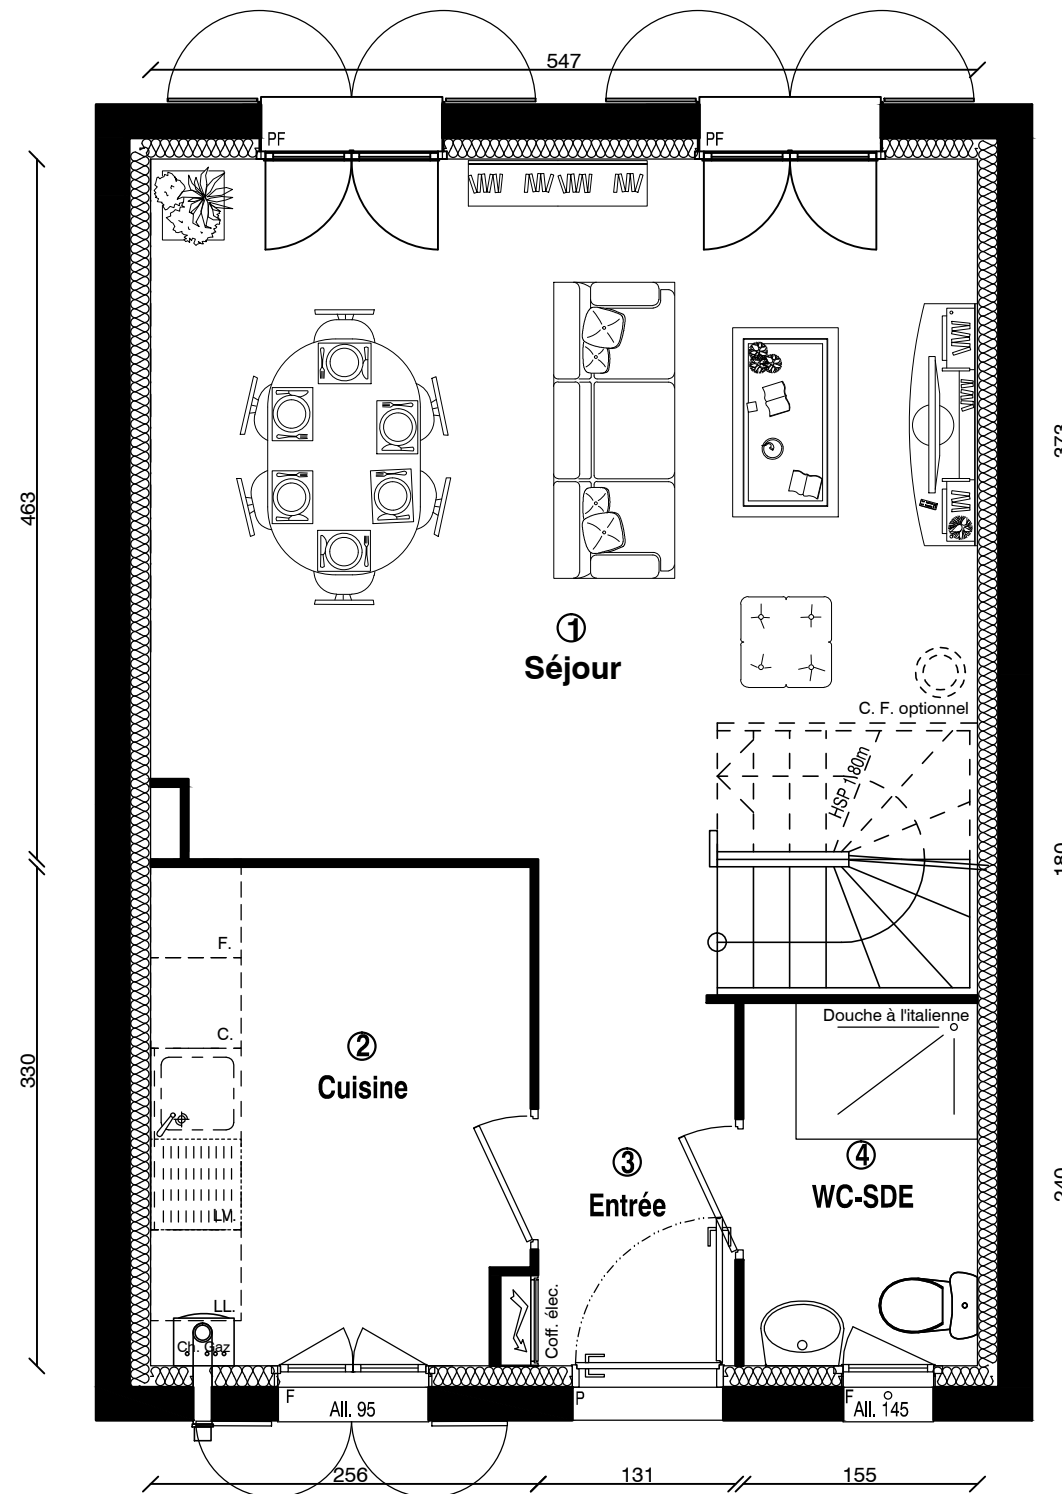 547
PF
PF
463
373
1
Séjour
C. F. optionnel
HSP 1.80m
180
F.
C.
Douche à l'italienne
2
Cuisine
330
3
Entrée
4
WC-SDE
240
LV.
LL.
Ch. Gaz
Coff. élec.
F
All. 95
P
F
All. 145
256
131
155